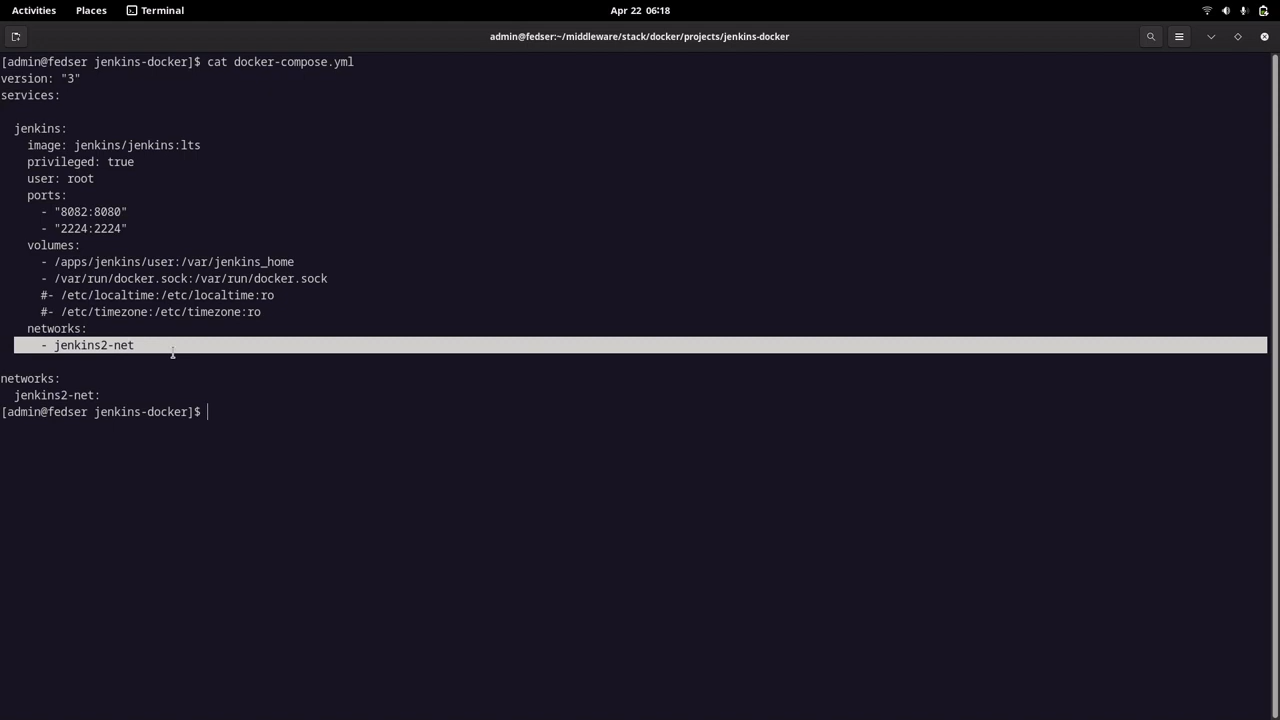 Activities Places Terminal Apr 22 06:18
admin@fedser:~/middleware/stack/docker/projects/jenkins-docker
[admin@fedser jenkins-docker]$ cat docker-compose.yml
version: "3"
services:

  jenkins:
    image: jenkins/jenkins:lts
    privileged: true
    user: root
    ports:
      - "8082:8080"
      - "2224:2224"
    volumes:
      - /apps/jenkins/user:/var/jenkins_home
      - /var/run/docker.sock:/var/run/docker.sock
      #- /etc/localtime:/etc/localtime:ro
      #- /etc/timezone:/etc/timezone:ro
    networks:
      - jenkins2-net

networks:
  jenkins2-net:
[admin@fedser jenkins-docker]$